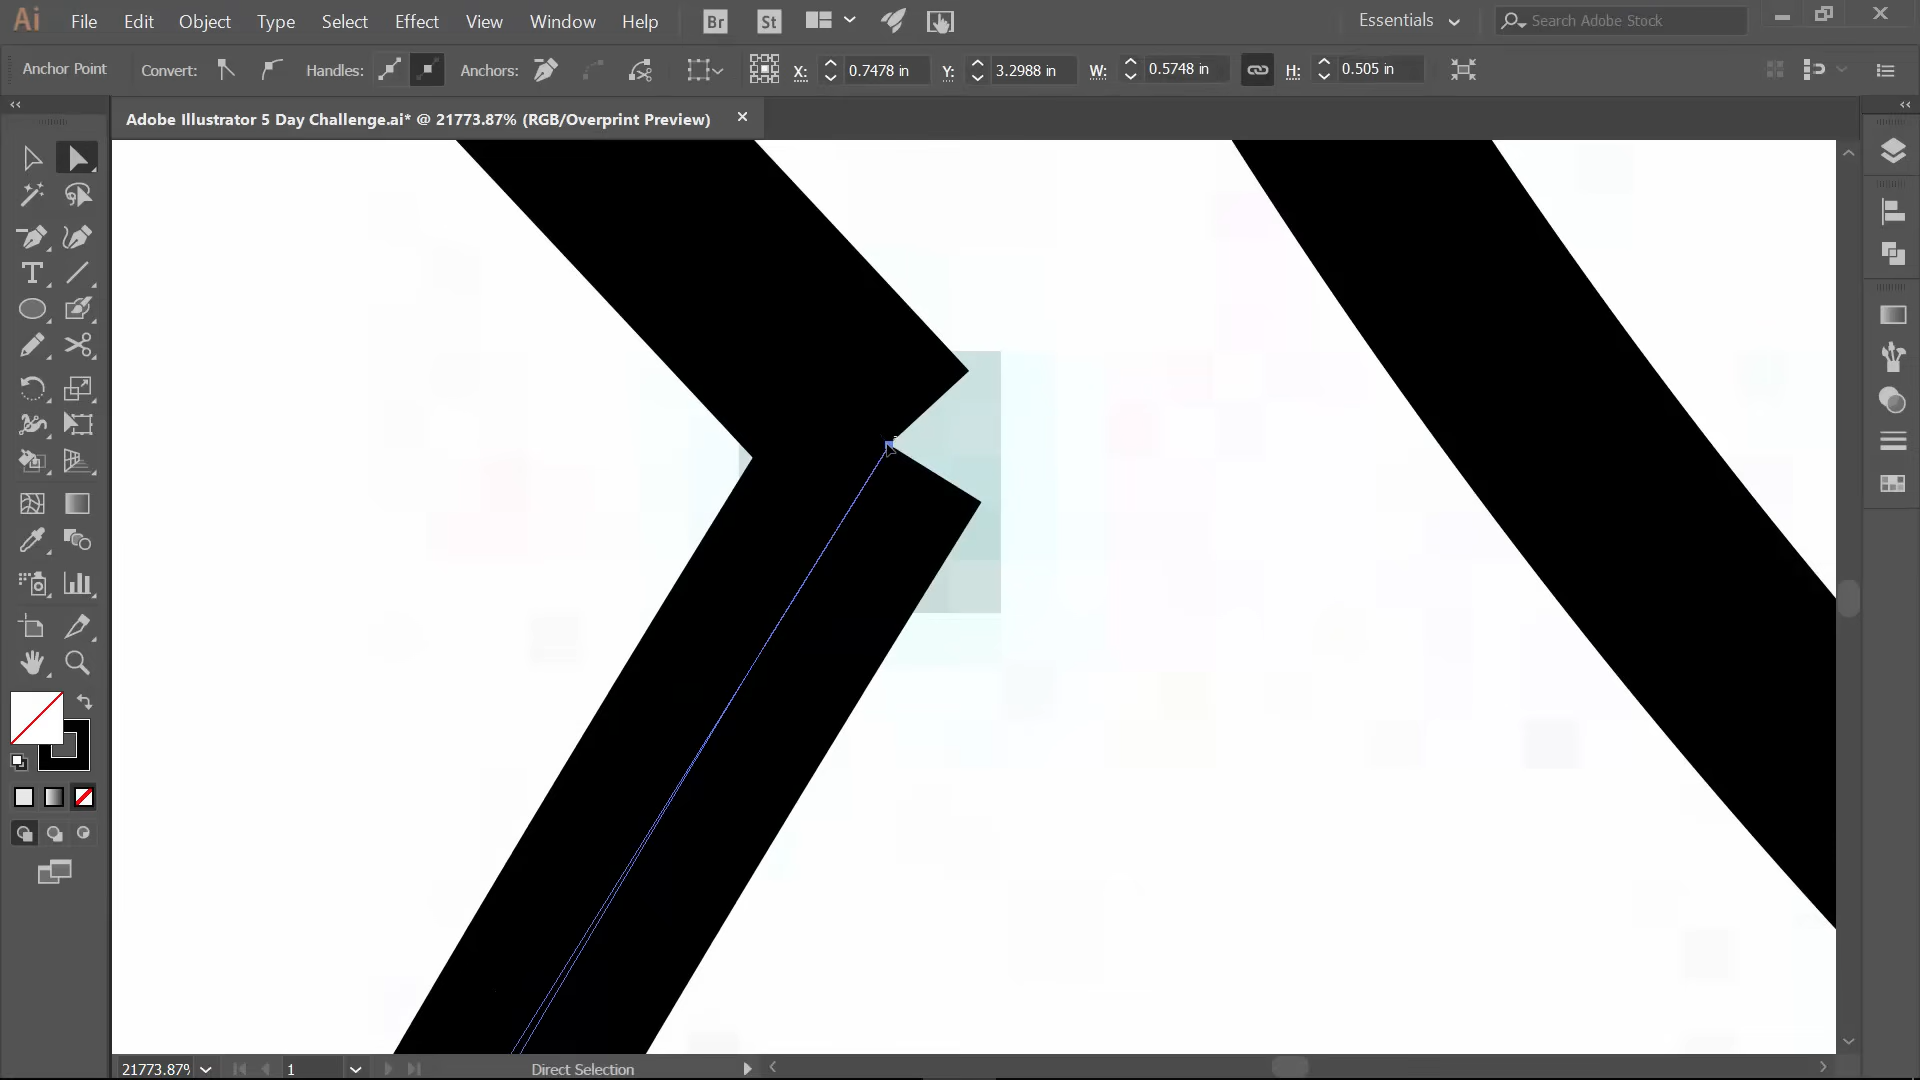 Ai File Edit Object Type Select Effect View Window Help Br St Essentials Search Adobe Stock
Anchor Point Convert: Handles: Anchors: X: 0.7478 in Y: 3.2988 in W: 0.5748 in H: 0.505 in
Adobe Illustrator 5 Day Challenge.ai* @ 21773.87% (RGB/Overprint Preview)
21773.87% 1 Direct Selection